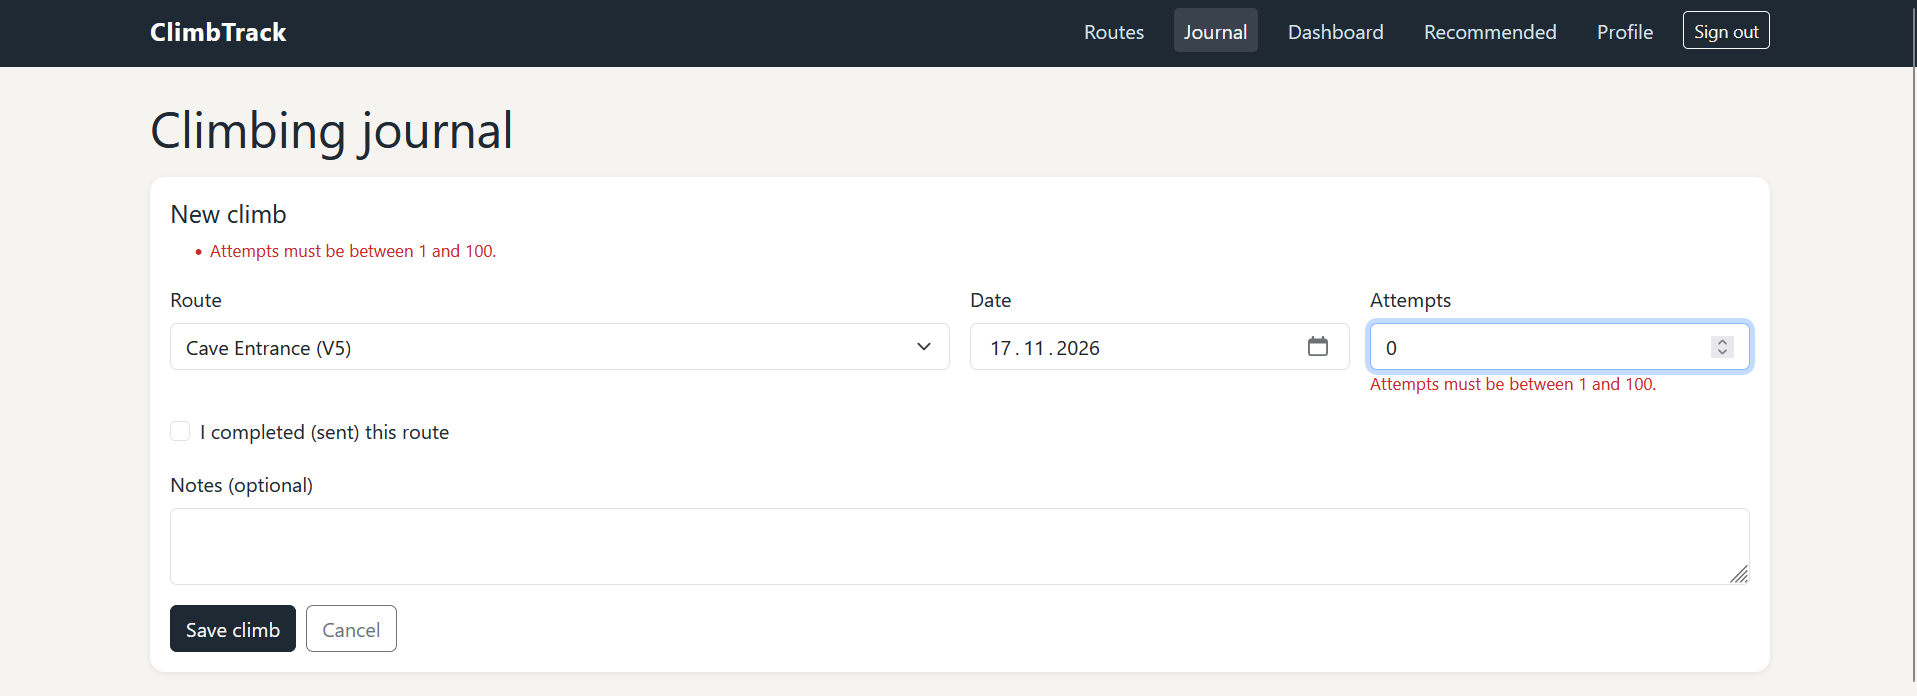 ClimbTrack Routes Journal Dashboard Recommended Profile Sign out
Climbing journal
New climb
• Attempts must be between 1 and 100.
Route Date Attempts
Cave Entrance (V5) 17.11.2026 0
Attempts must be between 1 and 100.
I completed (sent) this route
Notes (optional)
Save climb Cancel